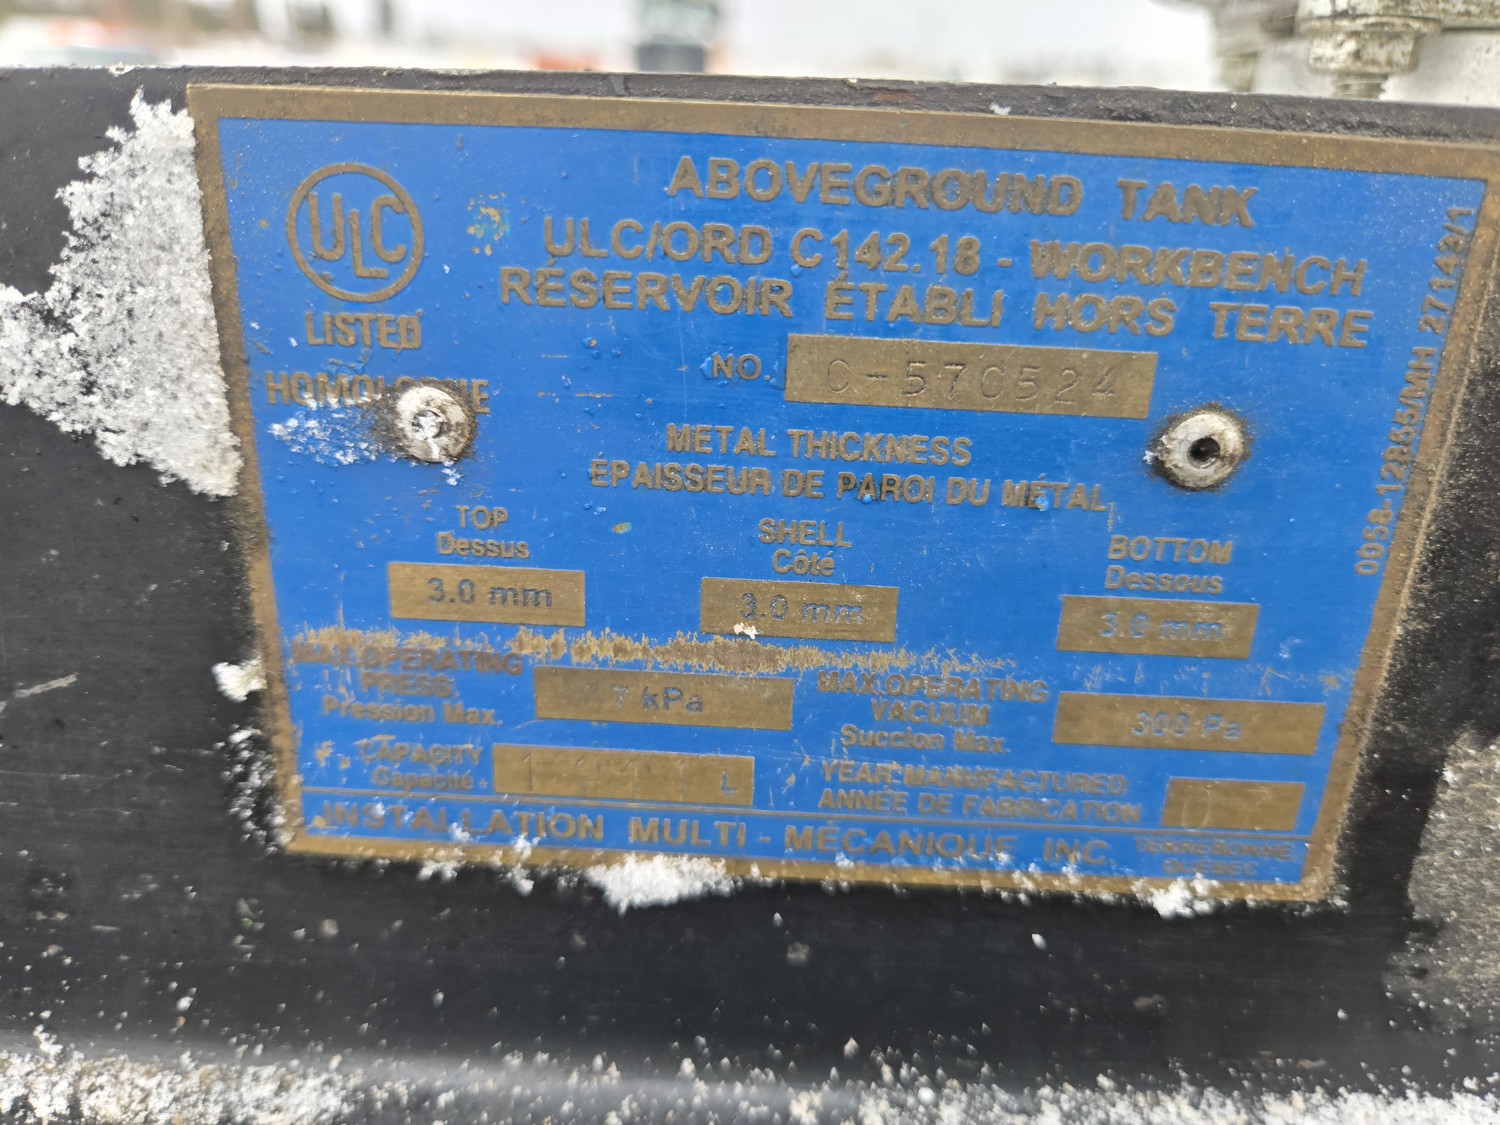 ULC
LISTED
ABOVEGROUND TANK
ULC/ORD C142.18 - WORKBENCH
RÉSERVOIR ÉTABLI HORS TERRE
NO. C-570524
METAL THICKNESS
ÉPAISSEUR DE PAROI DU MÉTAL
TOP
Dessus
3.0 mm
SHELL
Côté
3.0 mm
BOTTOM
Dessous
3.0 mm
MAX.OPERATING
PRESS.
Pression Max.
7 kPa
MAX.OPERATING
VACUUM
Succion Max.
300 Pa
CAPACITY
Capacité
L
YEAR MANUFACTURED
ANNÉE DE FABRICATION
INSTALLATION MULTI-MÉCANIQUE INC
TERREBONNE
QUÉBEC